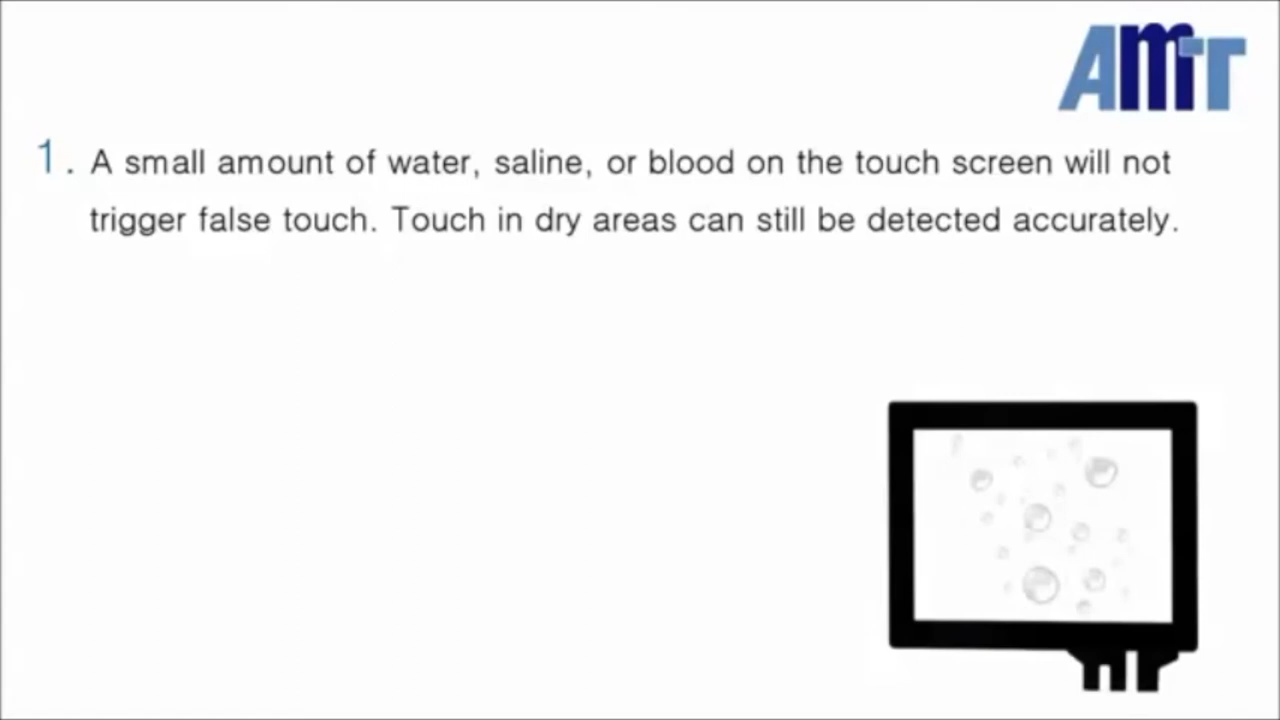 AMT
1. A small amount of water, saline, or blood on the touch screen will not
trigger false touch. Touch in dry areas can still be detected accurately.